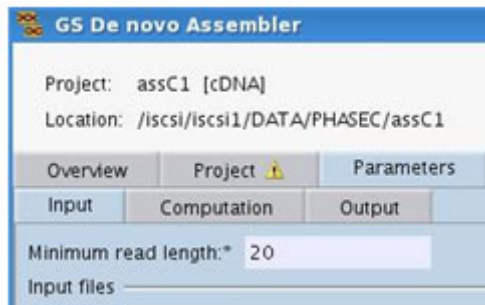 GS De novo Assembler
Project: assC1 [cDNA]
Location: /iscsi/iscsi1/DATA/PHASEC/assC1
Overview Project Parameters
Input Computation Output
Minimum read length:* 20
Input files